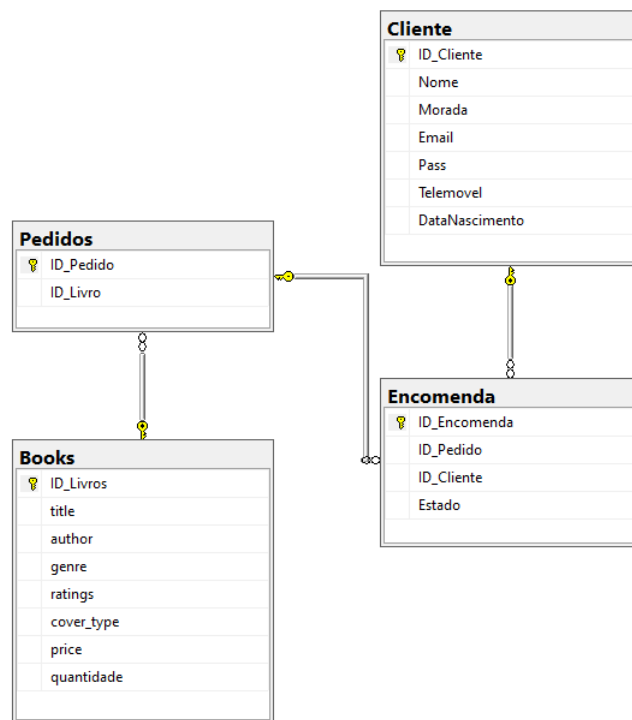 Cliente
ID_Cliente
Nome
Morada
Email
Pass
Telemovel
DataNascimento
Pedidos
ID_Pedido
ID_Livro
Encomenda
ID_Encomenda
ID_Pedido
ID_Cliente
Estado
Books
ID_Livros
title
author
genre
ratings
cover_type
price
quantidade